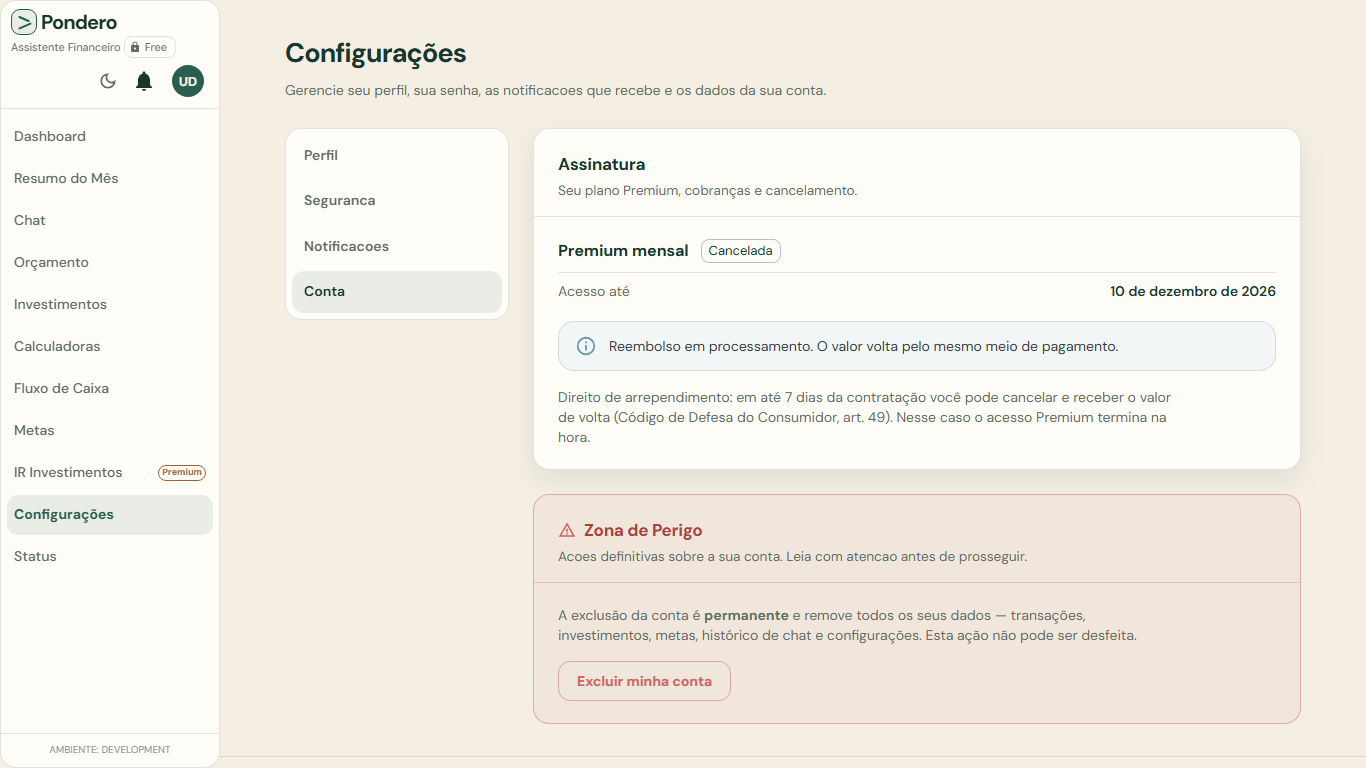 Pondero
Assistente Financeiro
Free
UD
Dashboard
Resumo do Mês
Chat
Orçamento
Investimentos
Calculadoras
Fluxo de Caixa
Metas
IR Investimentos
Premium
Configurações
Status
AMBIENTE: DEVELOPMENT
Configurações
Gerencie seu perfil, sua senha, as notificacoes que recebe e os dados da sua conta.
Perfil
Seguranca
Notificacoes
Conta
Assinatura
Seu plano Premium, cobranças e cancelamento.
Premium mensal
Cancelada
Acesso até
10 de dezembro de 2026
Reembolso em processamento. O valor volta pelo mesmo meio de pagamento.
Direito de arrependimento: em até 7 dias da contratação você pode cancelar e receber o valor
de volta (Código de Defesa do Consumidor, art. 49). Nesse caso o acesso Premium termina na
hora.
Zona de Perigo
Acoes definitivas sobre a sua conta. Leia com atencao antes de prosseguir.
A exclusão da conta é permanente e remove todos os seus dados — transações,
investimentos, metas, histórico de chat e configurações. Esta ação não pode ser desfeita.
Excluir minha conta